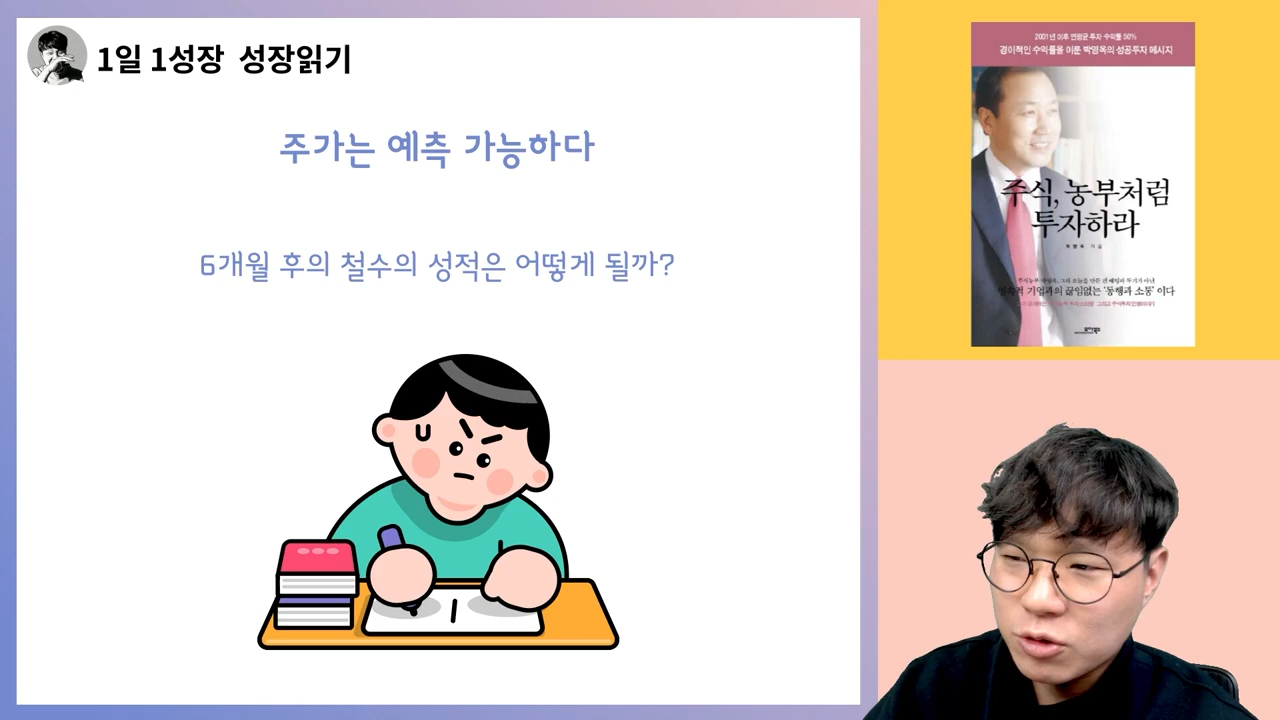 1일 1성장 성장읽기
주가는 예측 가능하다
6개월 후의 철수의 성적은 어떻게 될까?
2001년 이후 연평균 투자 수익률 50%
경이적인 수익률을 이룬 박영옥의 성공투자 메시지
주식, 농부처럼
투자하라
박영옥 지음
기업과의 끊임없는 '동행과 소통' 이다